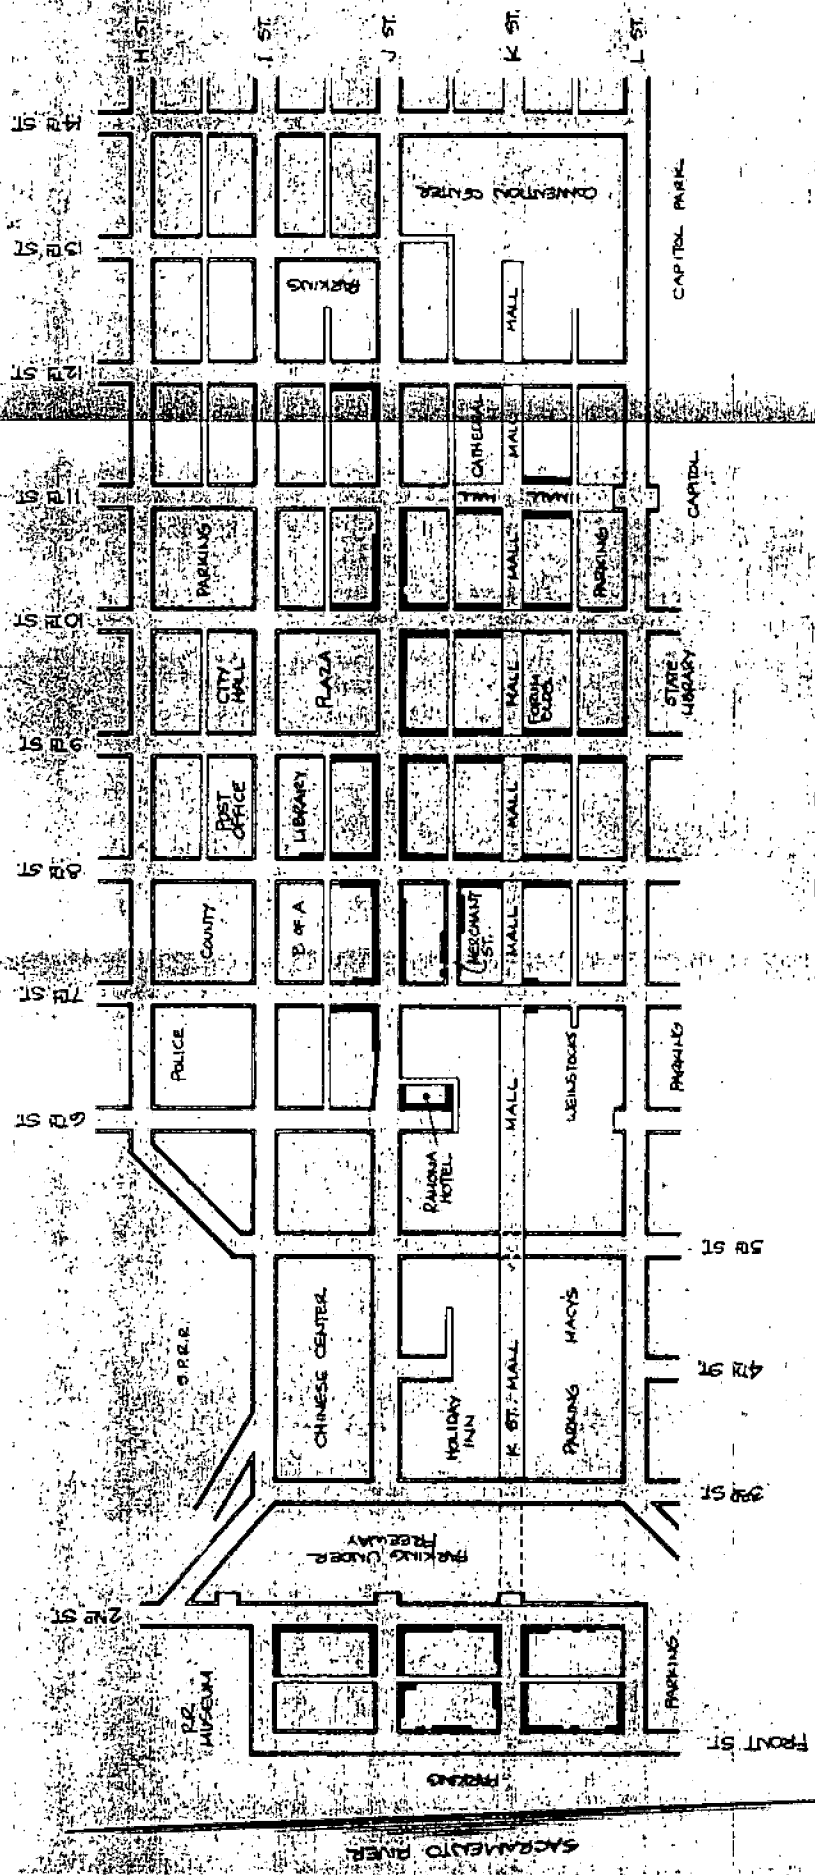 H ST.
I ST.
J ST.
K ST.
L ST.
14TH ST
CONVENTION CENTER
CAPITOL PARK
13TH ST.
PARKING
MALL
12TH ST.
CATHEDRAL
MALL
11TH ST
MALL
MALL
CAPITOL
PARKING
MALL
PARKING
10TH ST
CITY
HALL
PLAZA
MALL
FORUM
BLDG.
STATE
LIBRARY
9TH ST
POST
OFFICE
LIBRARY
MALL
8TH ST.
COUNTY
B OF A
MERCHANT
ST.
MALL
7TH ST.
POLICE
MALL
WEINSTOCKS
PARKING
6TH ST
RAMONA
HOTEL
5TH ST.
S.P.R.R.
CHINESE CENTER
HOLIDAY
INN
K ST. MALL
PARKING
MACY'S
4TH ST.
3RD ST.
PARKING UNDER
FREEWAY
2ND ST.
R.R.
MUSEUM
PARKING
FRONT ST.
PARKING
SACRAMENTO RIVER